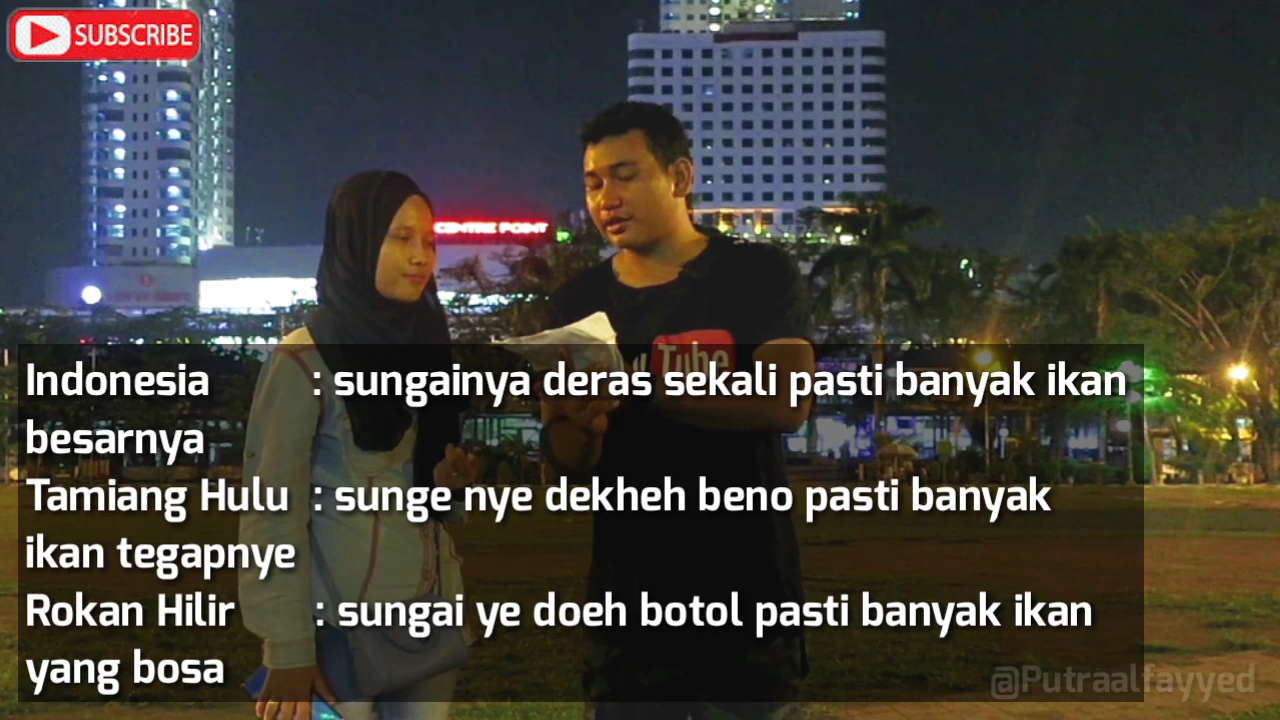 SUBSCRIBE
CENTRE POINT
Tube
Indonesia : sungainya deras sekali pasti banyak ikan
besarnya
Tamiang Hulu : sunge nye dekheh beno pasti banyak
ikan tegapnye
Rokan Hilir : sungai ye doeh botol pasti banyak ikan
yang bosa
@Putraalfayyed